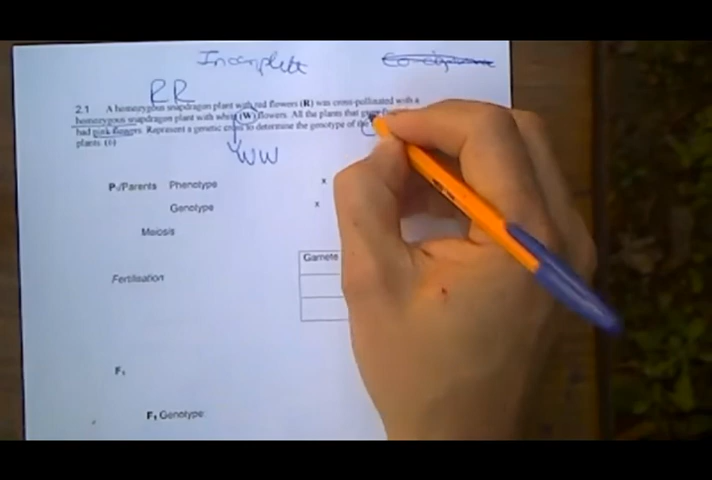 Incomplete
RR
2.1 A homozygous snapdragon plant with red flowers (R) was cross-pollinated with a
homozygous snapdragon plant with white (W) flowers. All the plants that grew
had pink flowers. Represent a genetic cross to determine the genotype of the
plants. (6)
WW
P₁/Parents Phenotype x
Genotype x
Meiosis
Gamete
Fertilisation
F₁
F₁ Genotype: